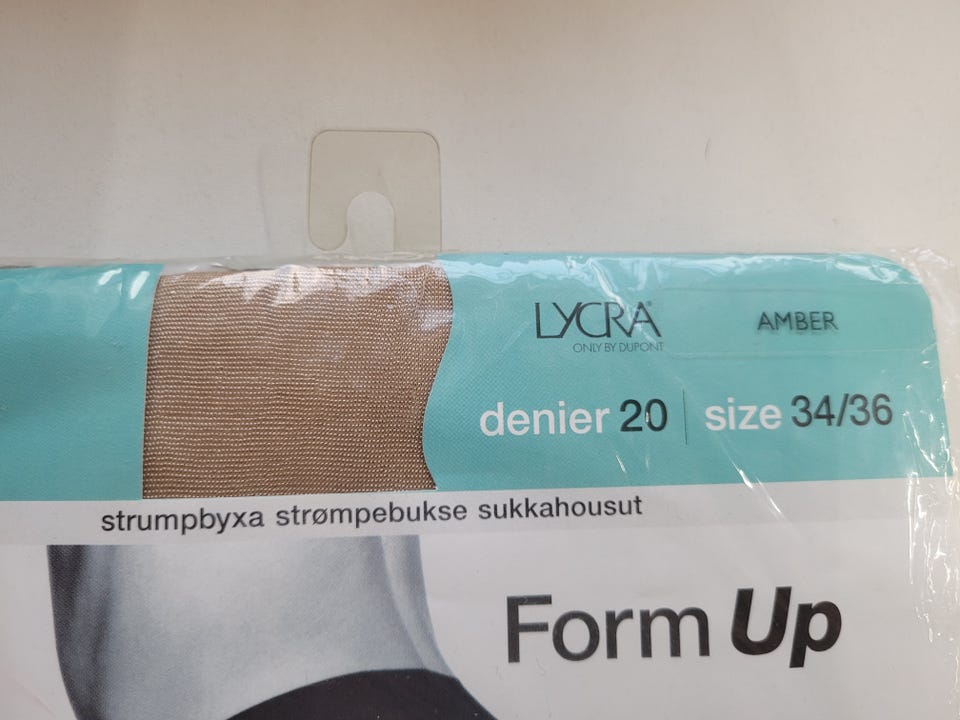 LYCRA®
ONLY BY DUPONT
AMBER
denier 20 | size 34/36
strumpbyxa strømpebukse sukkahousut
Form Up